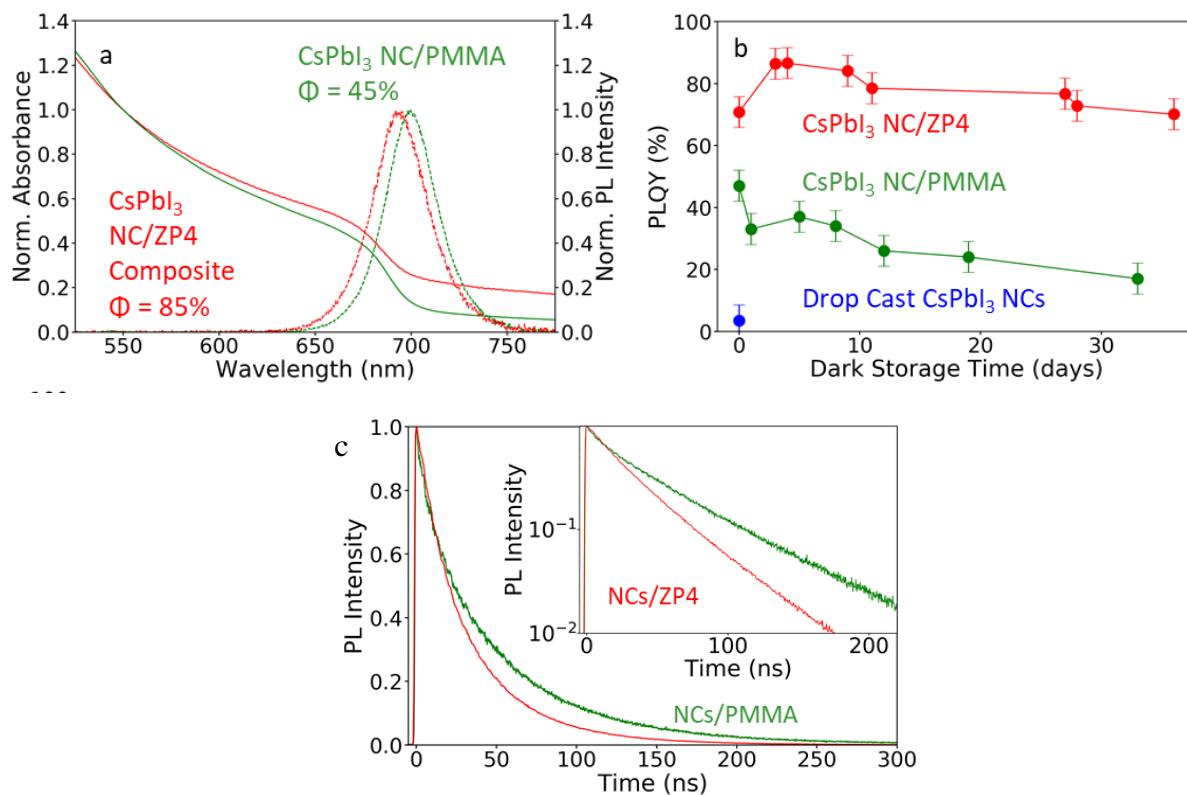 a
CsPbI₃ NC/PMMA
Φ = 45%
CsPbI₃
NC/ZP4
Composite
Φ = 85%
1.4
1.2
1.0
0.8
0.6
0.4
0.2
0.0
Norm. Absorbance
1.4
1.2
1.0
0.8
0.6
0.4
0.2
0.0
Norm. PL Intensity
550
600
650
700
750
Wavelength (nm)
b
100
80
60
40
20
0
PLQY (%)
CsPbI₃ NC/ZP4
CsPbI₃ NC/PMMA
Drop Cast CsPbI₃ NCs
0
10
20
30
Dark Storage Time (days)
c
1.0
0.8
0.6
0.4
0.2
0.0
PL Intensity
NCs/PMMA
0
50
100
150
200
250
300
Time (ns)
10⁻¹
10⁻²
PL Intensity
NCs/ZP4
0
100
200
Time (ns)